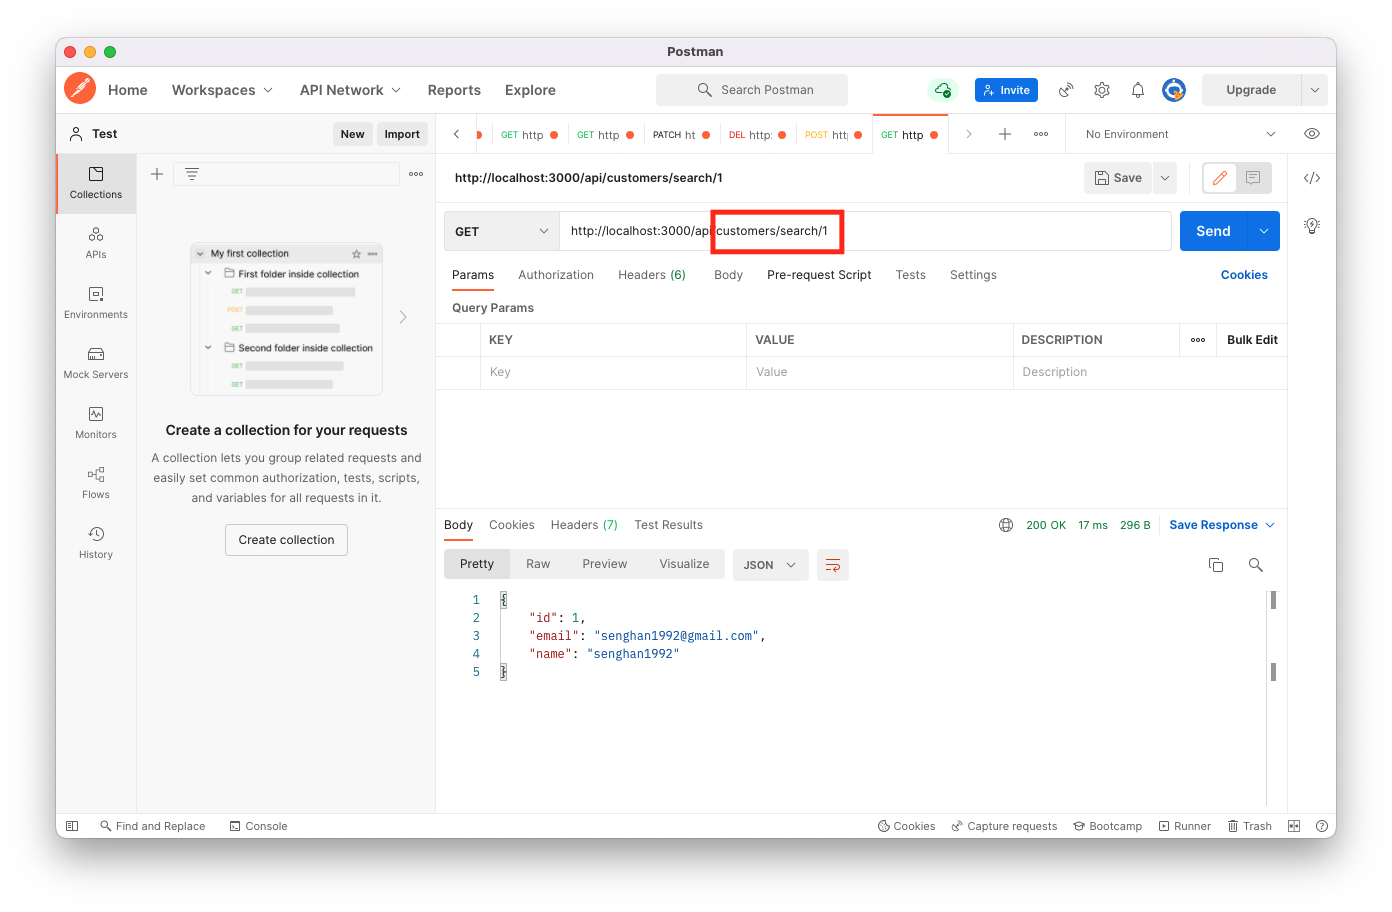 Postman
Home Workspaces API Network Reports Explore Search Postman Invite Upgrade
Test New Import GET http GET http PATCH ht DEL http: POST htt GET http No Environment
http://localhost:3000/api/customers/search/1 Save </>
GET http://localhost:3000/api/customers/search/1 Send
Params Authorization Headers (6) Body Pre-request Script Tests Settings Cookies
Query Params
KEY VALUE DESCRIPTION Bulk Edit
Key Value Description
Collections
APIs
Environments
Mock Servers
Monitors
Flows
History
My first collection
First folder inside collection
GET
POST
GET
Second folder inside collection
GET
GET
Create a collection for your requests
A collection lets you group related requests and
easily set common authorization, tests, scripts,
and variables for all requests in it.
Create collection
Body Cookies Headers (7) Test Results 200 OK 17 ms 296 B Save Response
Pretty Raw Preview Visualize JSON
1 {
2 "id": 1,
3 "email": "senghan1992@gmail.com",
4 "name": "senghan1992"
5 }
Find and Replace Console Cookies Capture requests Bootcamp Runner Trash